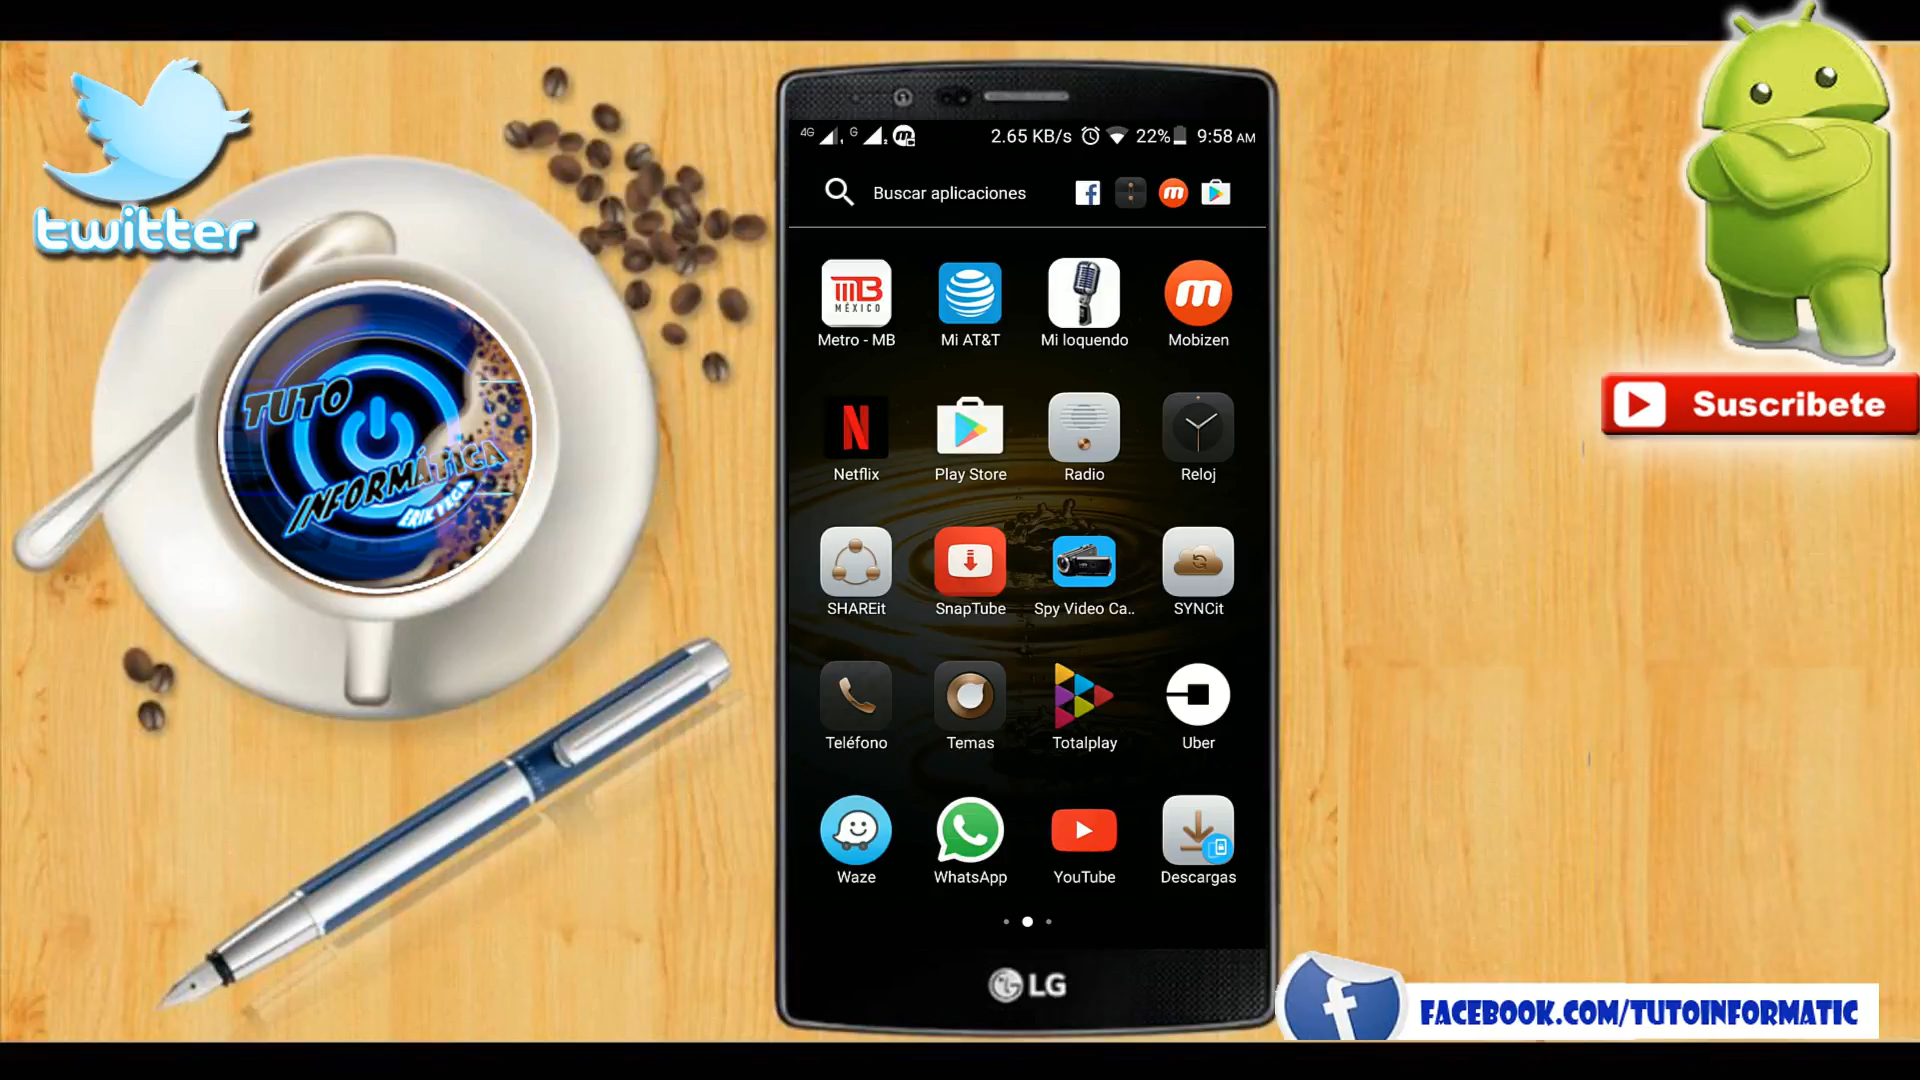 twitter
TUTO
INFORMÁTICA
ERIK VEGA
4G 1 G 2 2.65 KB/s 22% 9:58 AM
Buscar aplicaciones
MB
MÉXICO
Metro - MB Mi AT&T Mi loquendo Mobizen
Netflix Play Store Radio Reloj
SHAREit SnapTube Spy Video Ca.. SYNCit
Teléfono Temas Totalplay Uber
Waze WhatsApp YouTube Descargas
LG
Suscribete
FACEBOOK.COM/TUTOINFORMATIC